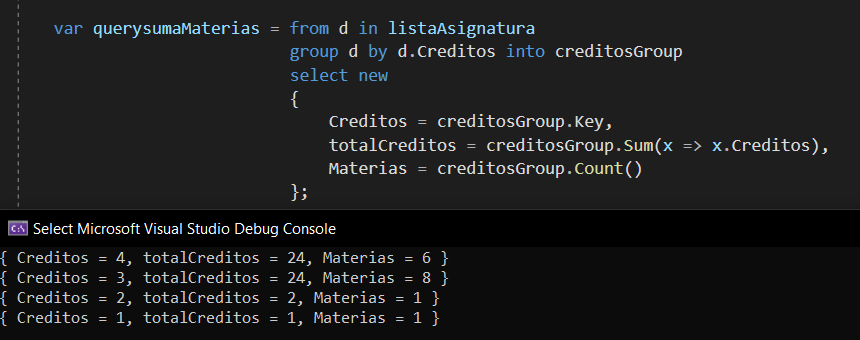 var querysumaMaterias = from d in listaAsignatura
group d by d.Creditos into creditosGroup
select new
{
Creditos = creditosGroup.Key,
totalCreditos = creditosGroup.Sum(x => x.Creditos),
Materias = creditosGroup.Count()
};
C:\ Select Microsoft Visual Studio Debug Console
{ Creditos = 4, totalCreditos = 24, Materias = 6 }
{ Creditos = 3, totalCreditos = 24, Materias = 8 }
{ Creditos = 2, totalCreditos = 2, Materias = 1 }
{ Creditos = 1, totalCreditos = 1, Materias = 1 }